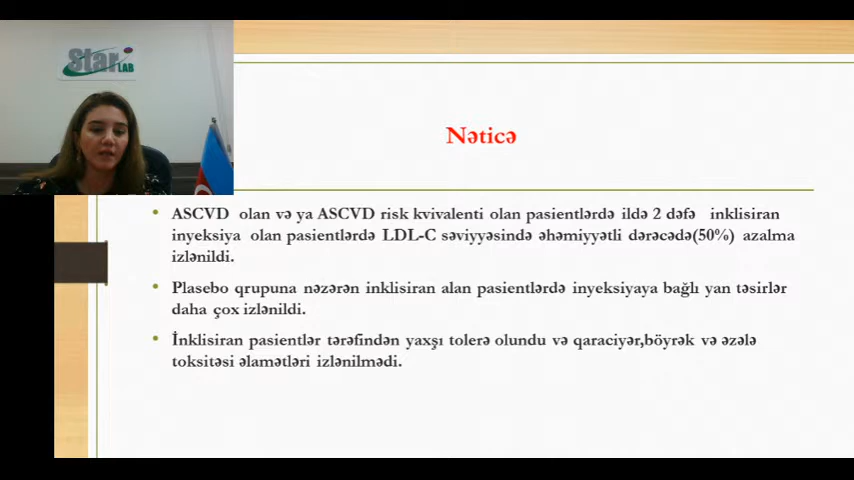 Star
LAB
Nəticə
ASCVD olan və ya ASCVD risk kvivalenti olan pasientlərdə ildə 2 dəfə inklisiran
inyeksiya olan pasientlərdə LDL-C səviyyəsində əhəmiyyətli dərəcədə(50%) azalma
izlənildi.
Plasebo qrupuna nəzərən inklisiran alan pasientlərdə inyeksiyaya bağlı yan təsirlər
daha çox izlənildi.
İnklisiran pasientlər tərəfindən yaxşı tolerə olundu və qaraciyər,böyrək və əzələ
toksitəsi əlamətləri izlənilmədi.